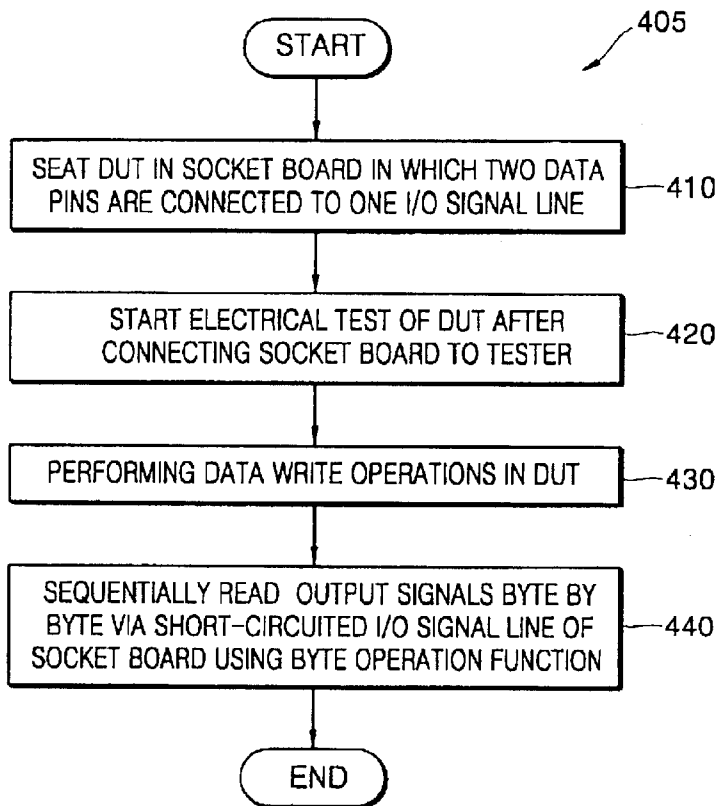 START
405
SEAT DUT IN SOCKET BOARD IN WHICH TWO DATA
PINS ARE CONNECTED TO ONE I/O SIGNAL LINE
410
START ELECTRICAL TEST OF DUT AFTER
CONNECTING SOCKET BOARD TO TESTER
420
PERFORMING DATA WRITE OPERATIONS IN DUT
430
SEQUENTIALLY READ OUTPUT SIGNALS BYTE BY
BYTE VIA SHORT-CIRCUITED I/O SIGNAL LINE OF
SOCKET BOARD USING BYTE OPERATION FUNCTION
440
END